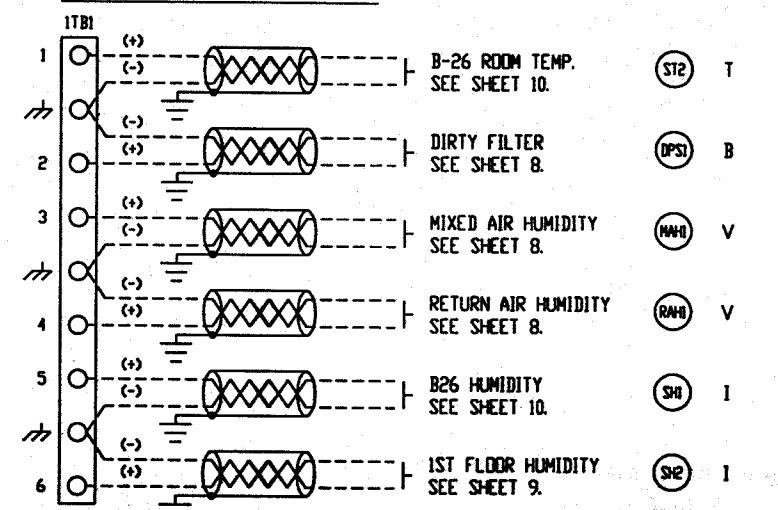 1TB1
1 (+) B-26 ROOM TEMP. ST2 T
(-) SEE SHEET 10.
(-) DIRTY FILTER DPS1 B
2 (+) SEE SHEET 8.
3 (+) MIXED AIR HUMIDITY MAH1 V
(-) SEE SHEET 8.
(-) RETURN AIR HUMIDITY RAH1 V
4 (+) SEE SHEET 8.
5 (+) B26 HUMIDITY SH1 I
(-) SEE SHEET 10.
(-) 1ST FLOOR HUMIDITY SH2 I
6 (+) SEE SHEET 9.